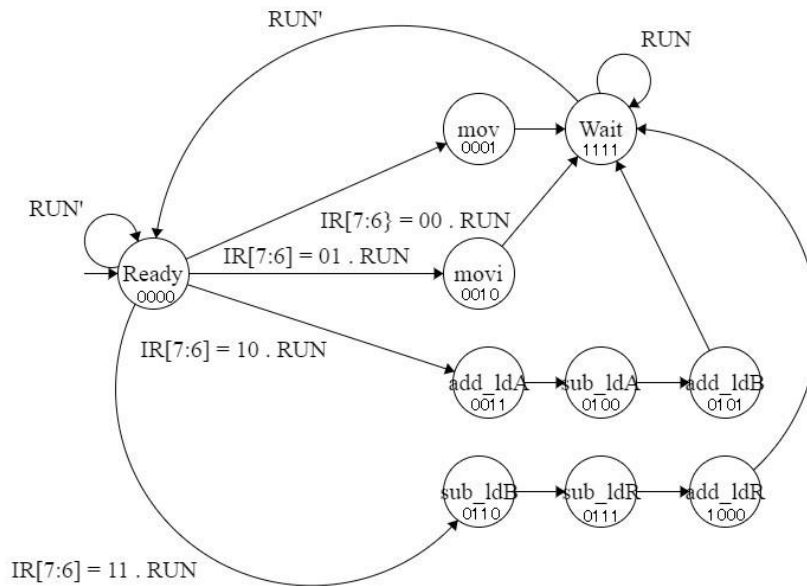 RUN'
RUN
mov
0001
Wait
1111
RUN'
IR[7:6} = 00 . RUN
IR[7:6] = 01 . RUN
Ready
0000
movi
0010
IR[7:6] = 10 . RUN
add_ldA
0011
sub_ldA
0100
add_ldB
0101
sub_ldB
0110
sub_ldR
0111
add_ldR
1000
IR[7:6] = 11 . RUN